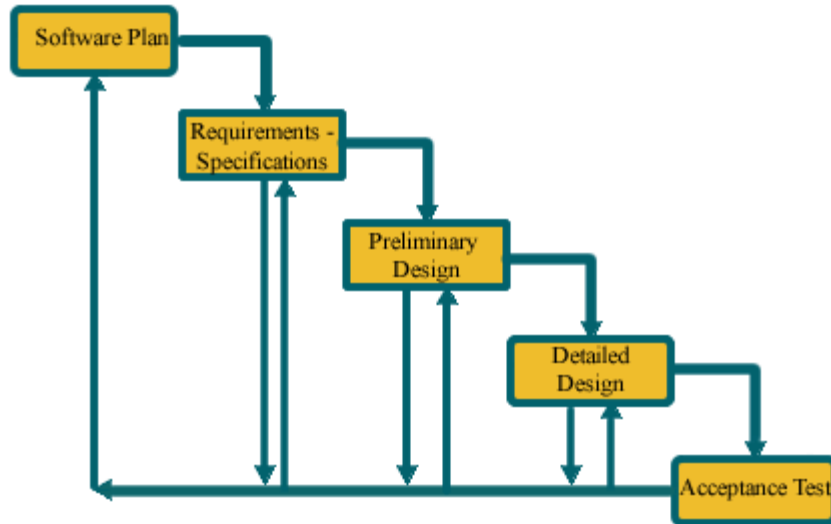 Software Plan
Requirements -
Specifications
Preliminary
Design
Detailed
Design
Acceptance Test